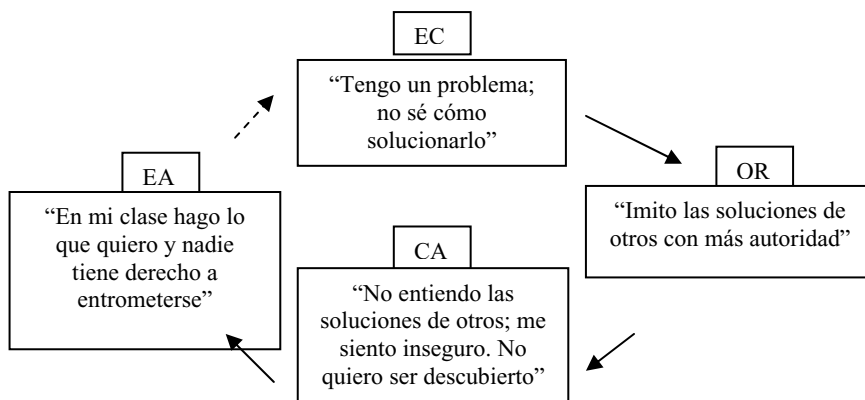 EC
“Tengo un problema;
no sé cómo
solucionarlo”
OR
“Imito las soluciones de
otros con más autoridad”
CA
“No entiendo las
soluciones de otros; me
siento inseguro. No
quiero ser descubierto”
EA
“En mi clase hago lo
que quiero y nadie
tiene derecho a
entrometerse”